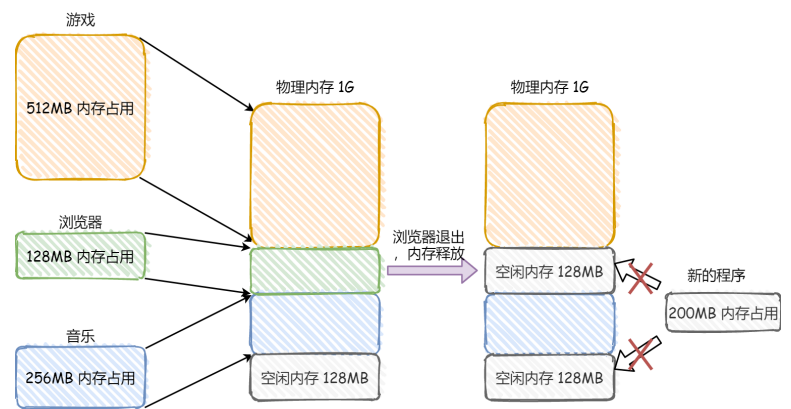 游戏
512MB 内存占用
浏览器
128MB 内存占用
音乐
256MB 内存占用
物理内存 1G
空闲内存 128MB
浏览器退出
，内存释放
物理内存 1G
空闲内存 128MB
空闲内存 128MB
新的程序
200MB 内存占用